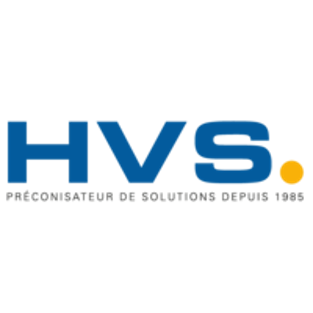 HVS.
PRÉCONISATEUR DE SOLUTIONS DEPUIS 1985